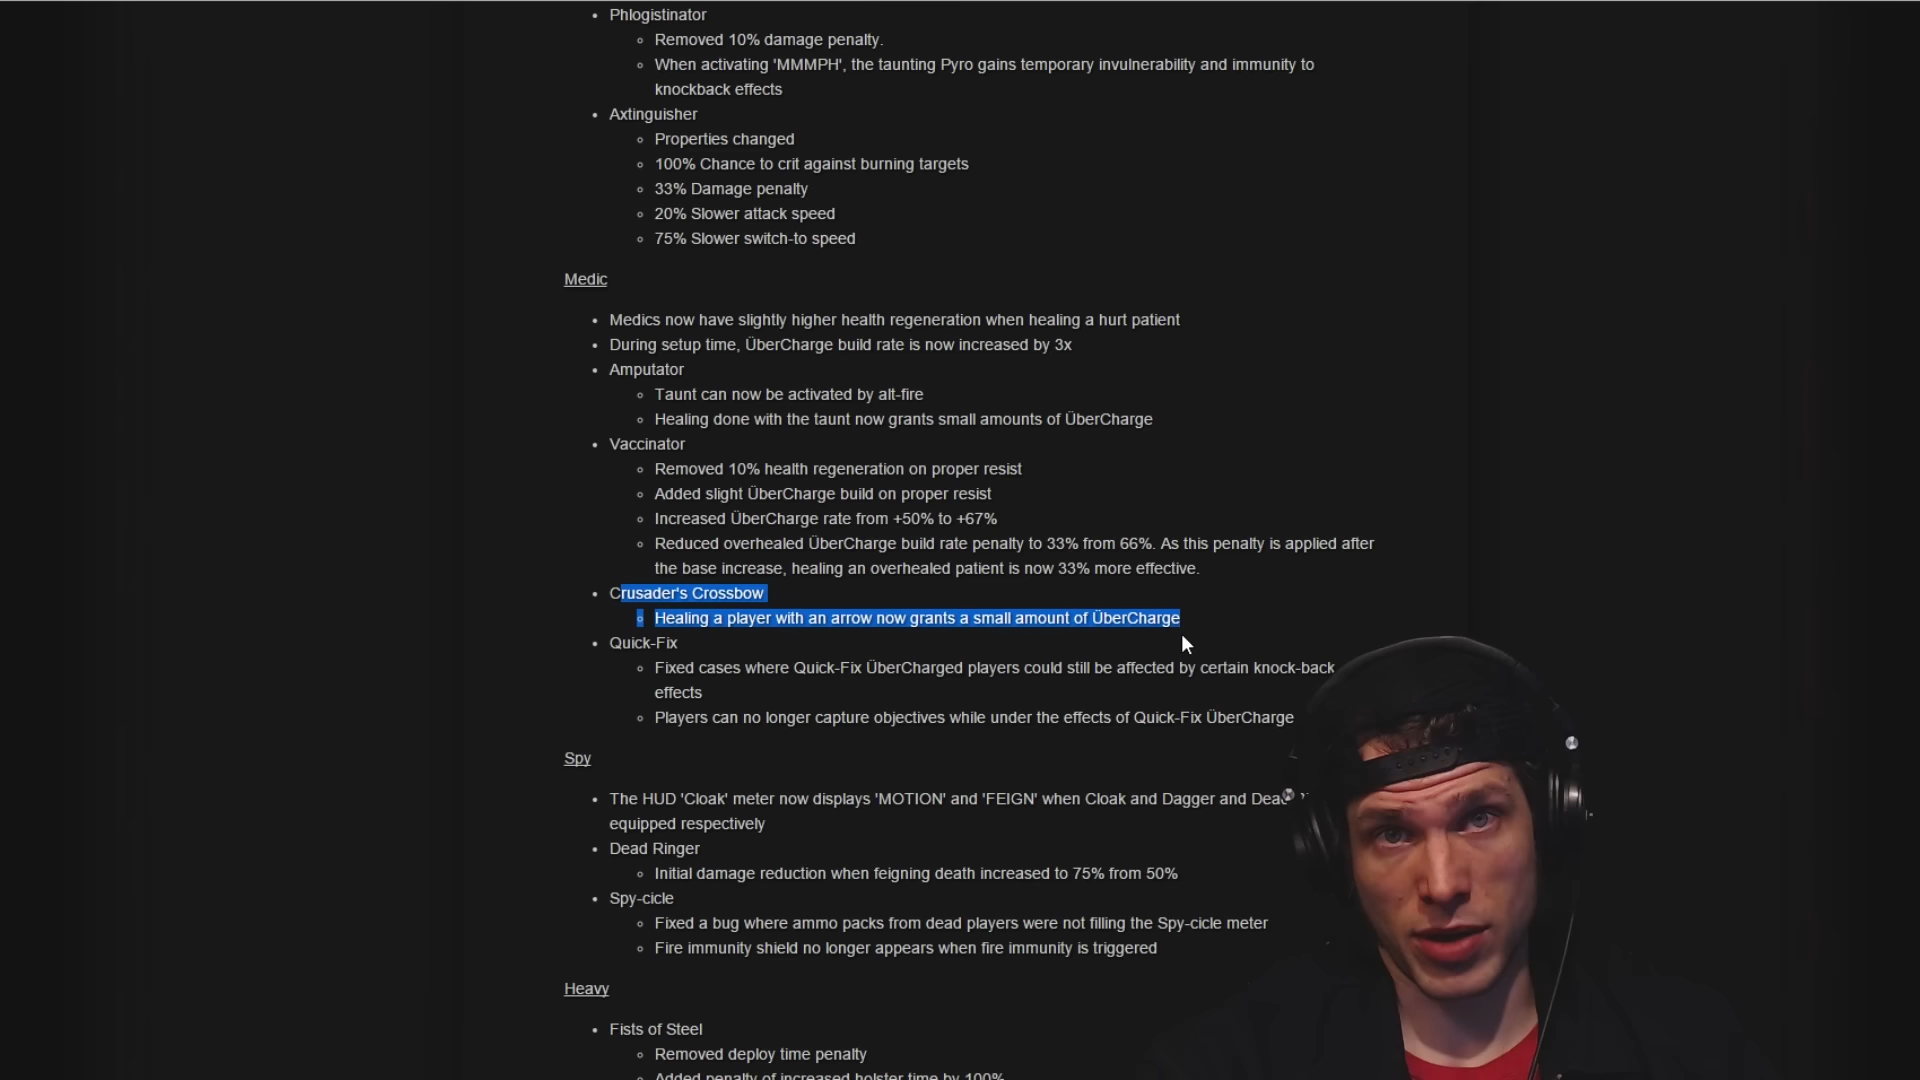 Phlogistinator
Removed 10% damage penalty.
When activating 'MMMPH', the taunting Pyro gains temporary invulnerability and immunity to
knockback effects
Axtinguisher
Properties changed
100% Chance to crit against burning targets
33% Damage penalty
20% Slower attack speed
75% Slower switch-to speed
Medic
Medics now have slightly higher health regeneration when healing a hurt patient
During setup time, ÜberCharge build rate is now increased by 3x
Amputator
Taunt can now be activated by alt-fire
Healing done with the taunt now grants small amounts of ÜberCharge
Vaccinator
Removed 10% health regeneration on proper resist
Added slight ÜberCharge build on proper resist
Increased ÜberCharge rate from +50% to +67%
Reduced overhealed ÜberCharge build rate penalty to 33% from 66%. As this penalty is applied after
the base increase, healing an overhealed patient is now 33% more effective.
Crusader's Crossbow
Healing a player with an arrow now grants a small amount of ÜberCharge
Quick-Fix
Fixed cases where Quick-Fix ÜberCharged players could still be affected by certain knock-back
effects
Players can no longer capture objectives while under the effects of Quick-Fix ÜberCharge
Spy
The HUD 'Cloak' meter now displays 'MOTION' and 'FEIGN' when Cloak and Dagger and Dead
equipped respectively
Dead Ringer
Initial damage reduction when feigning death increased to 75% from 50%
Spy-cicle
Fixed a bug where ammo packs from dead players were not filling the Spy-cicle meter
Fire immunity shield no longer appears when fire immunity is triggered
Heavy
Fists of Steel
Removed deploy time penalty
Added penalty of increased holster time by 100%